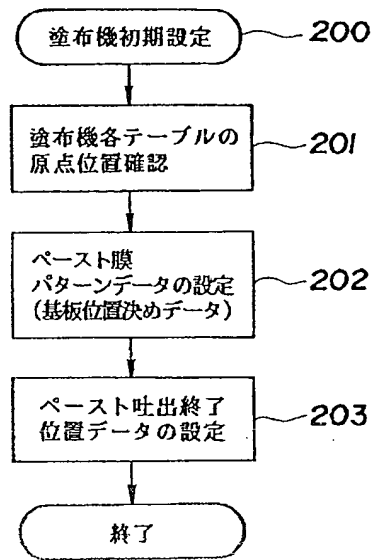 塗布機初期設定
200
塗布機各テーブルの
原点位置確認
201
ペースト膜
パターンデータの設定
(基板位置決めデータ)
202
ペースト吐出終了
位置データの設定
203
終了